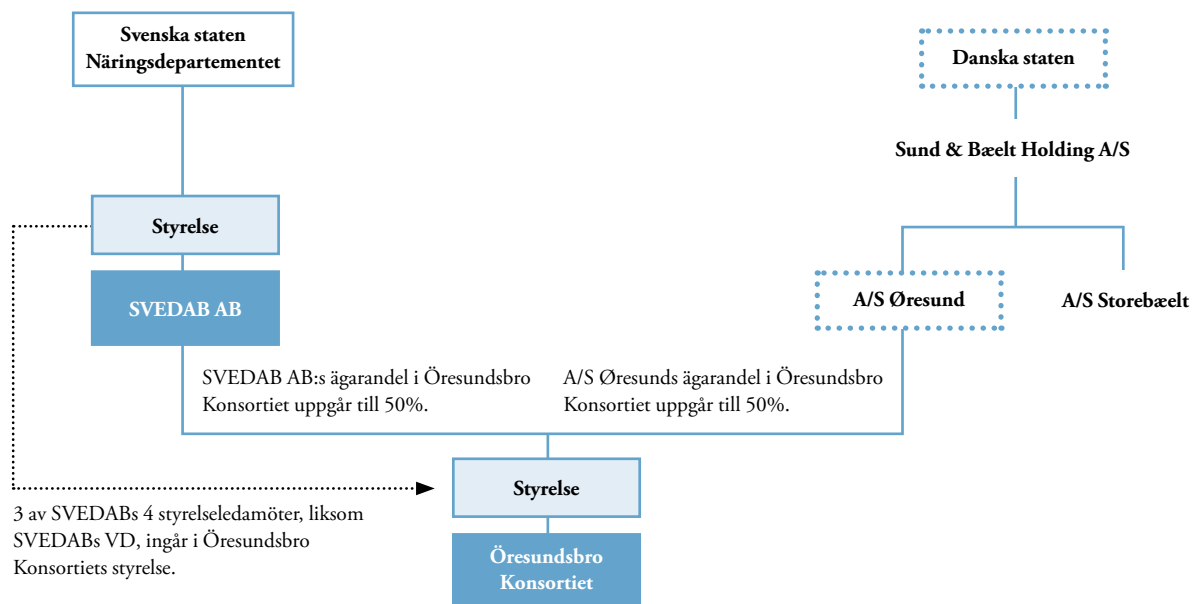 Svenska staten
Näringsdepartementet
Danska staten
Sund & Bæelt Holding A/S
Styrelse
SVEDAB AB
A/S Øresund
A/S Storebæelt
SVEDAB AB:s ägarandel i Öresundsbro
Konsortiet uppgår till 50%.
A/S Øresunds ägarandel i Öresundsbro
Konsortiet uppgår till 50%.
Styrelse
3 av SVEDABs 4 styrelseledamöter, liksom
SVEDABs VD, ingår i Öresundsbro
Konsortiets styrelse.
Öresundsbro
Konsortiet